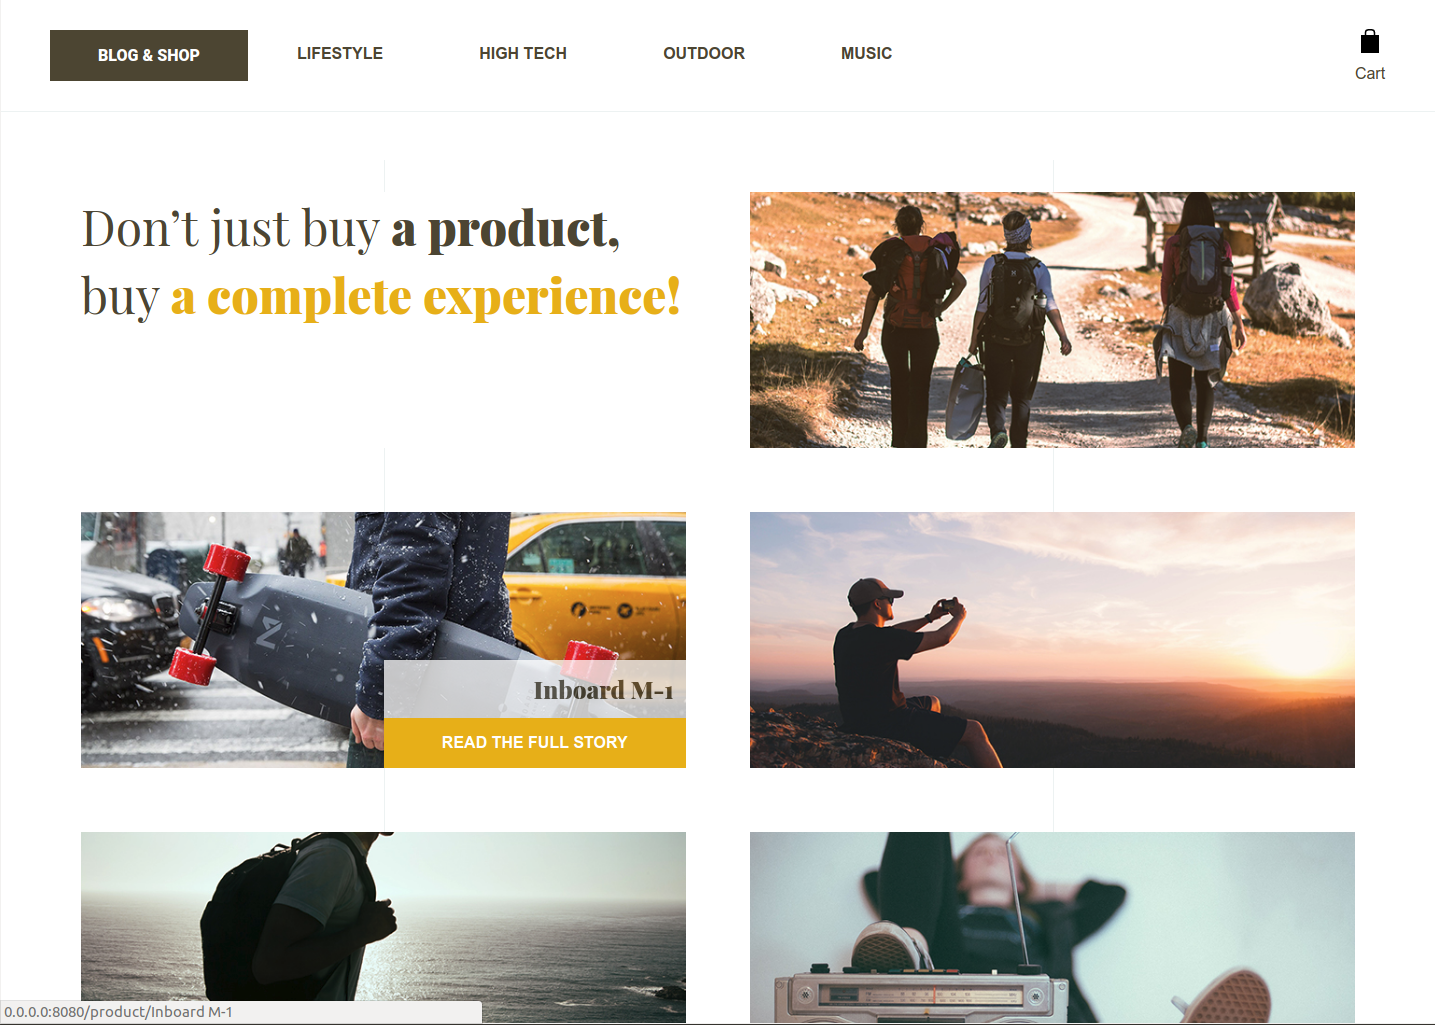 BLOG & SHOP
LIFESTYLE
HIGH TECH
OUTDOOR
MUSIC
Cart
Don’t just buy a product,
buy a complete experience!
Inboard M-1
READ THE FULL STORY
0.0.0.0:8080/product/Inboard M-1